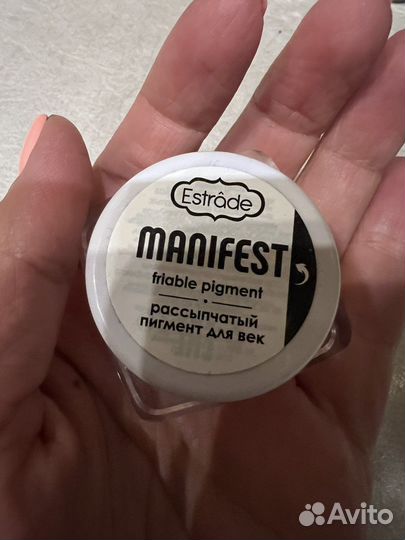 Estrâde
MANIFEST
friable pigment
рассыпчатый
пигмент для век
Avito